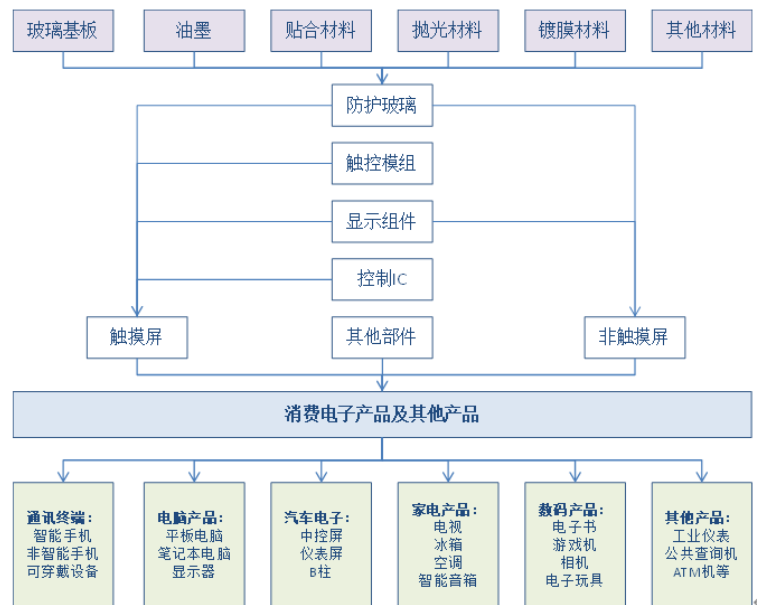 玻璃基板 油墨 贴合材料 抛光材料 镀膜材料 其他材料
防护玻璃
触控模组
显示组件
控制IC
触摸屏 其他部件 非触摸屏
消费电子产品及其他产品
通讯终端：
智能手机
非智能手机
可穿戴设备
电脑产品：
平板电脑
笔记本电脑
显示器
汽车电子：
中控屏
仪表屏
B柱
家电产品：
电视
冰箱
空调
智能音箱
数码产品：
电子书
游戏机
相机
电子玩具
其他产品：
工业仪表
公共查询机
ATM机等